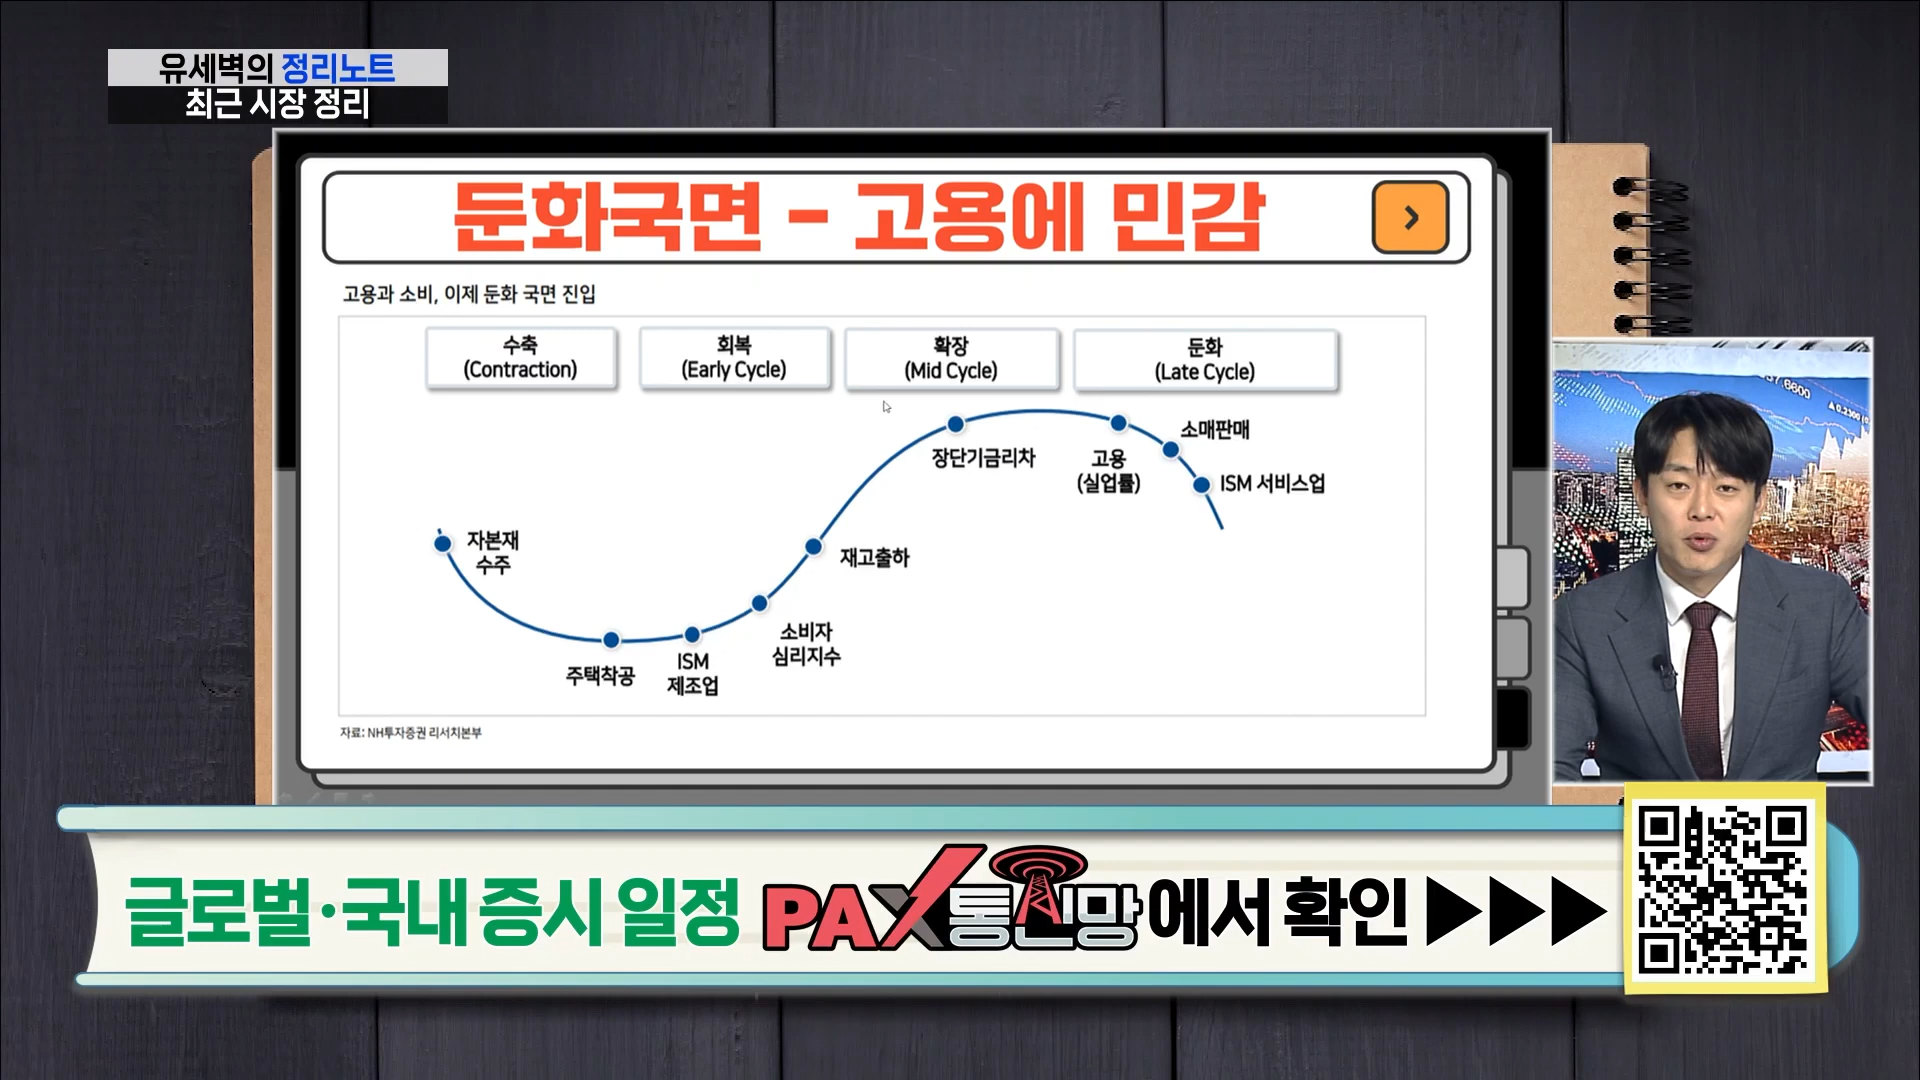 유세벽의 정리노트
최근 시장 정리
둔화국면 - 고용에 민감
고용과 소비, 이제 둔화 국면 진입
수축
(Contraction)
회복
(Early Cycle)
확장
(Mid Cycle)
둔화
(Late Cycle)
자본재
수주
주택착공
ISM
제조업
소비자
심리지수
재고출하
장단기금리차
고용
(실업률)
소매판매
ISM 서비스업
자료: NH투자증권 리서치본부
37.6600
▲0.2300
글로벌·국내 증시 일정 PAX통신망에서 확인▶▶▶